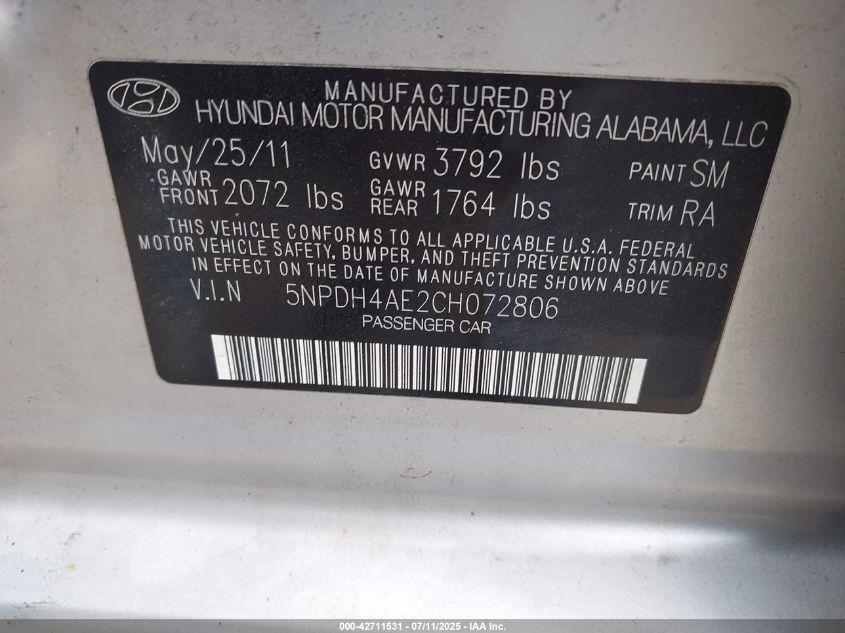 MANUFACTURED BY
HYUNDAI MOTOR MANUFACTURING ALABAMA, LLC
May/25/11 GVWR 3792 lbs PAINT SM
GAWR FRONT 2072 lbs GAWR REAR 1764 lbs TRIM RA
THIS VEHICLE CONFORMS TO ALL APPLICABLE U.S.A. FEDERAL
MOTOR VEHICLE SAFETY, BUMPER, AND THEFT PREVENTION STANDARDS
IN EFFECT ON THE DATE OF MANUFACTURE SHOWN ABOVE
V.I.N 5NPDH4AE2CH072806
PASSENGER CAR
000-42711531 - 07/11/2025 - IAA Inc.